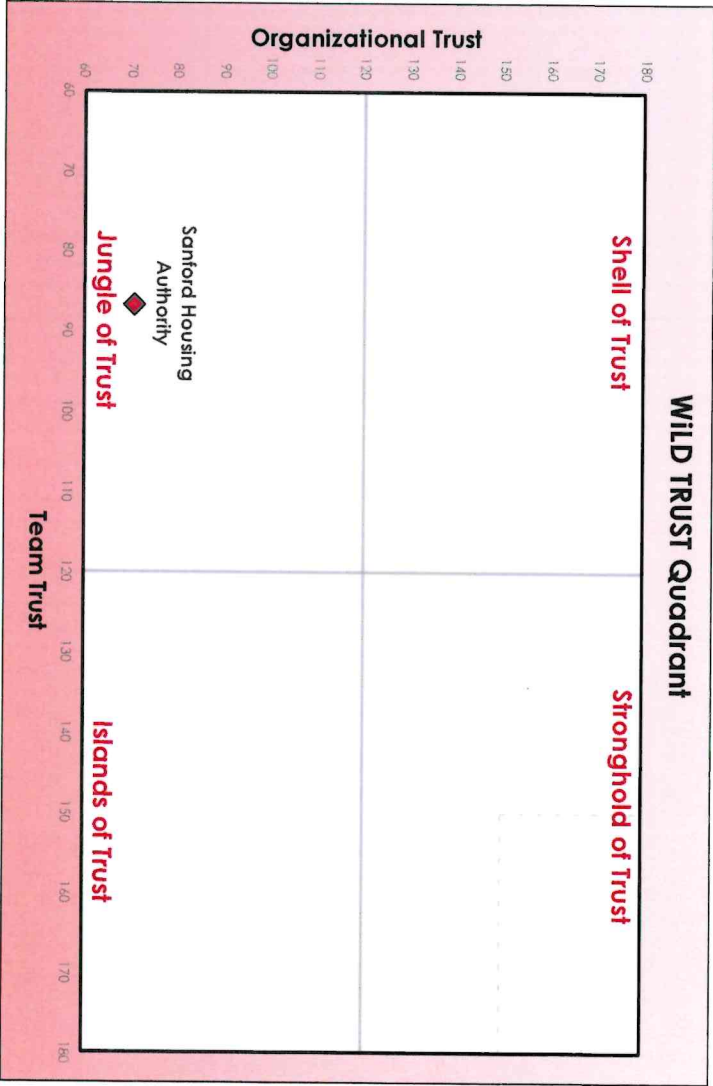 WiLD TRUST Quadrant
Organizational Trust
180
170
160
150
140
130
120
110
100
90
80
70
60
Shell of Trust
Stronghold of Trust
Sanford Housing
Authority
Jungle of Trust
Islands of Trust
60
70
80
90
100
110
120
130
140
150
160
170
180
Team Trust